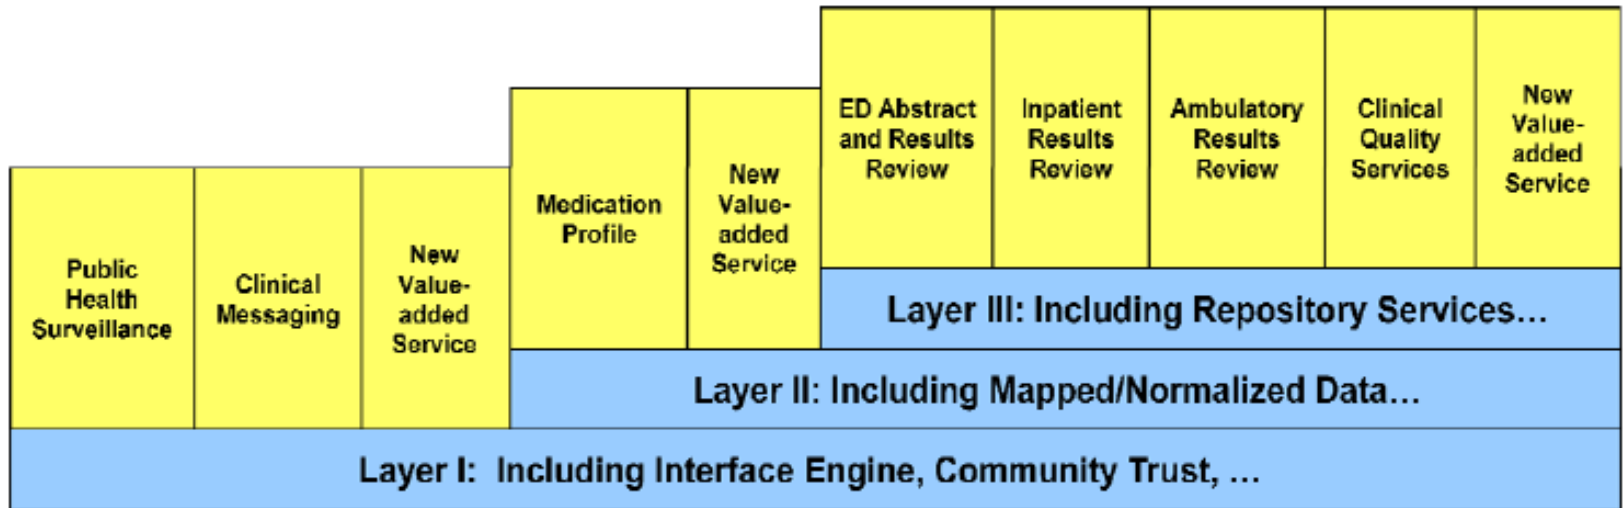 Public
Health
Surveillance
Clinical
Messaging
New
Value-
added
Service
Medication
Profile
New
Value-
added
Service
ED Abstract
and Results
Review
Inpatient
Results
Review
Ambulatory
Results
Review
Clinical
Quality
Services
New
Value-
added
Service
Layer III: Including Repository Services...
Layer II: Including Mapped/Normalized Data...
Layer I:  Including Interface Engine, Community Trust, ...